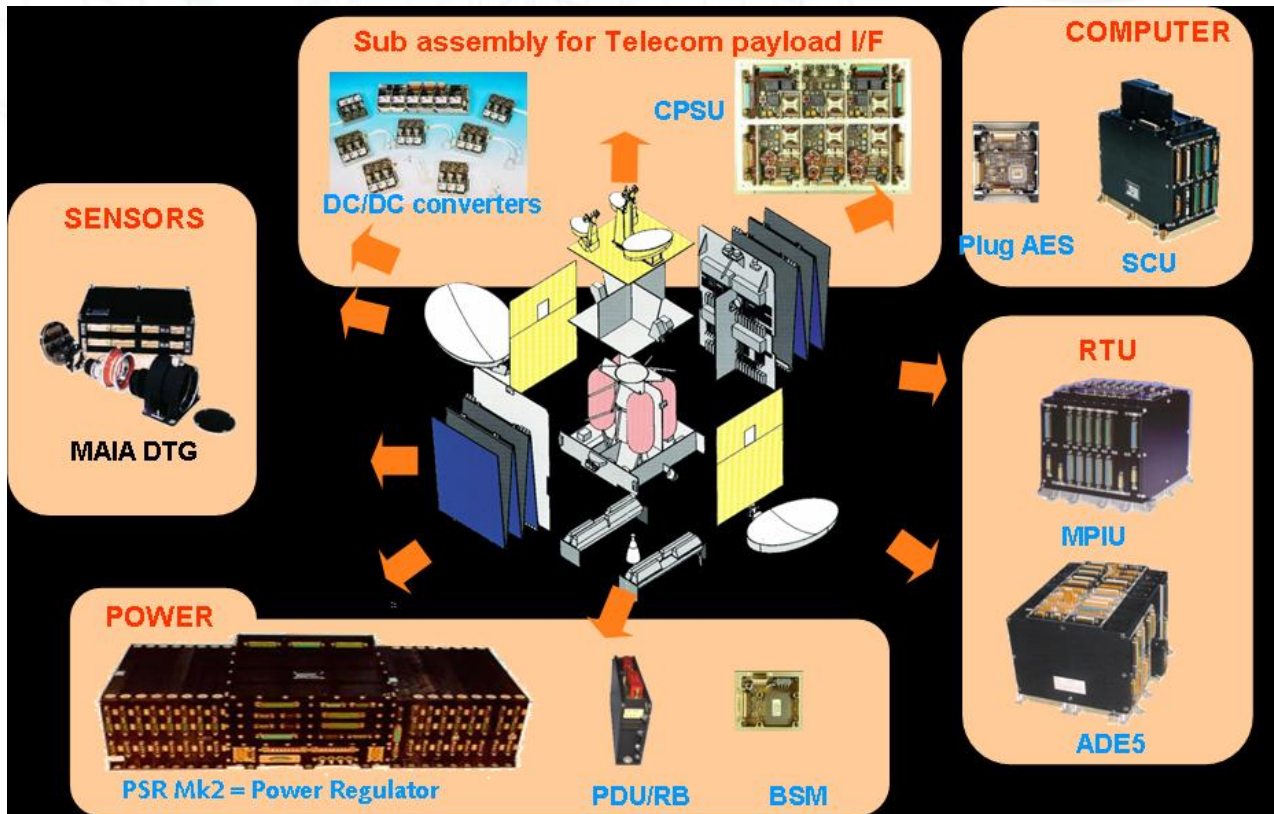 Sub assembly for Telecom payload I/F
CPSU
DC/DC converters
COMPUTER
Plug AES
SCU
SENSORS
MAIA DTG
RTU
MPIU
ADE5
POWER
PSR Mk2 = Power Regulator
PDU/RB
BSM